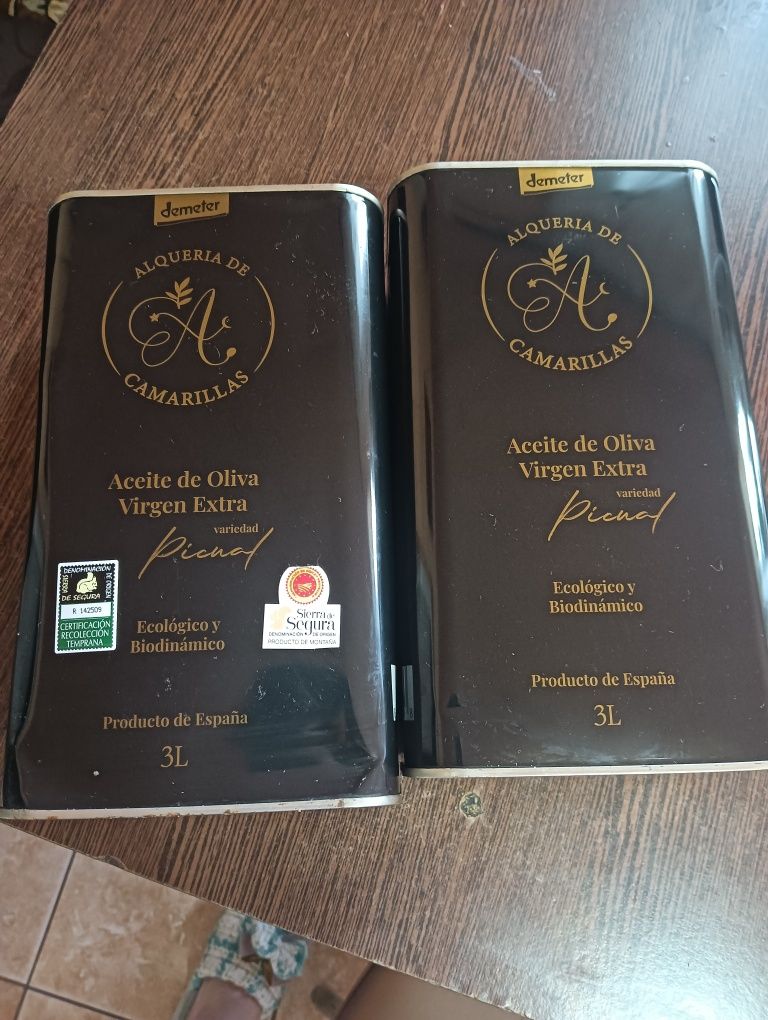 demeter
ALQUERIA DE
A
CAMARILLAS
Aceite de Oliva
Virgen Extra
variedad
Picual
DENOMINACIÓN
DE ORIGEN
SIERRA
DE SEGURA
R 142509
CERTIFICACIÓN
RECOLECCIÓN
TEMPRANA
Ecológico y
Biodinámico
Sierra de
Segura
DENOMINACIÓN DE ORIGEN
PRODUCTO DE MONTAÑA
Producto de España
3L
demeter
ALQUERIA DE
A
CAMARILLAS
Aceite de Oliva
Virgen Extra
variedad
Picual
Ecológico y
Biodinámico
Producto de España
3L